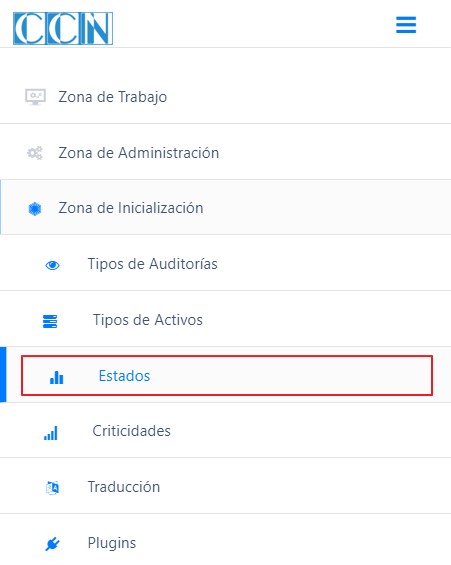 CCN
Zona de Trabajo
Zona de Administración
Zona de Inicialización
Tipos de Auditorías
Tipos de Activos
Estados
Criticidades
Traducción
Plugins